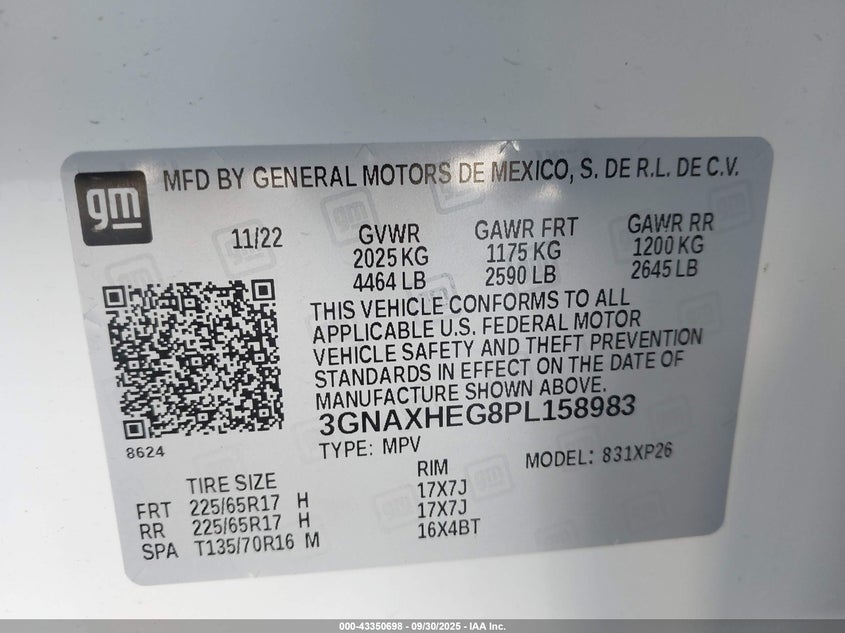 gm
MFD BY GENERAL MOTORS DE MEXICO, S. DE R.L. DE C.V.
11/22
GVWR GAWR FRT GAWR RR
2025 KG 1175 KG 1200 KG
4464 LB 2590 LB 2645 LB
THIS VEHICLE CONFORMS TO ALL
APPLICABLE U.S. FEDERAL MOTOR
VEHICLE SAFETY AND THEFT PREVENTION
STANDARDS IN EFFECT ON THE DATE OF
MANUFACTURE SHOWN ABOVE.
3GNAXHEG8PL158983
8624
TYPE: MPV MODEL: 831XP26
TIRE SIZE RIM
FRT 225/65R17 H 17X7J
RR 225/65R17 H 17X7J
SPA T135/70R16 M 16X4BT
000-43350698 - 09/30/2025 - IAA Inc.